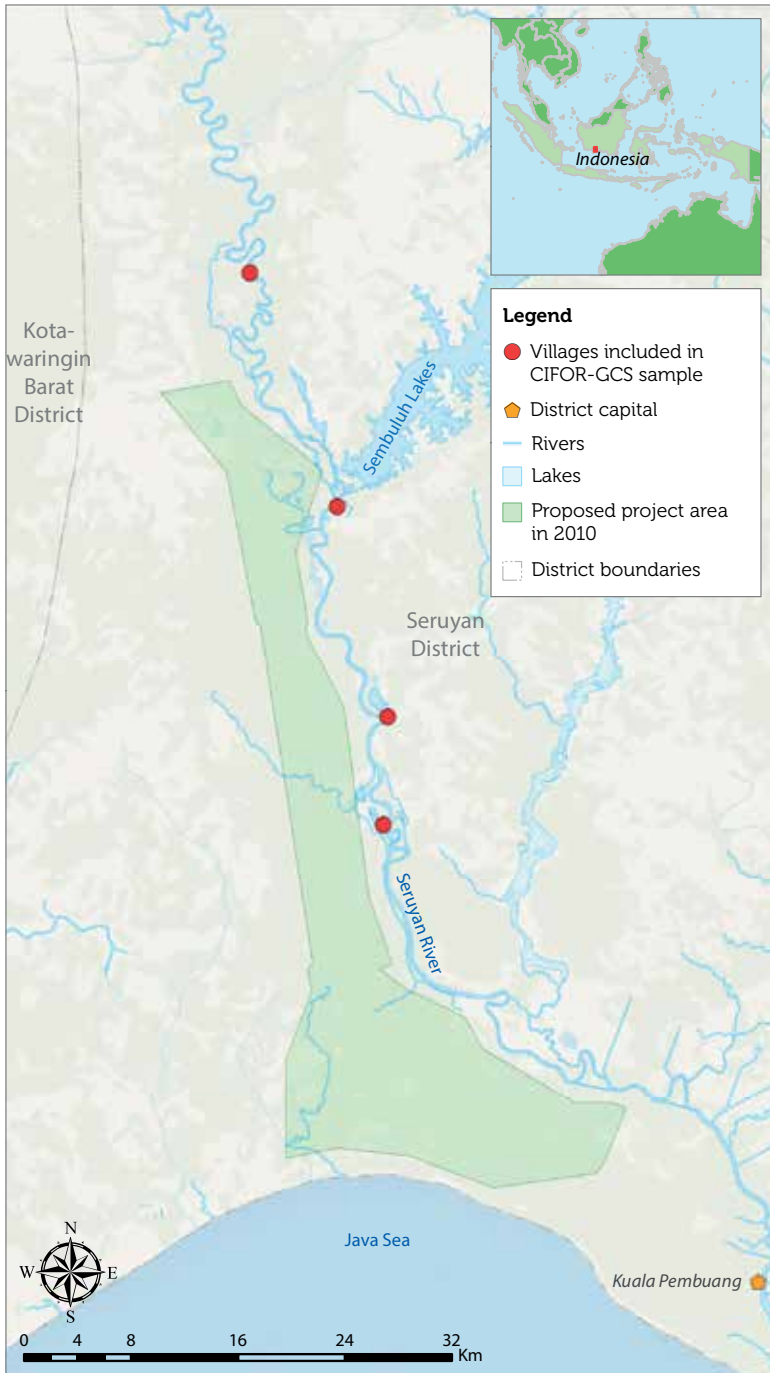 Indonesia
Legend
Villages included in
CIFOR-GCS sample
District capital
Rivers
Lakes
Proposed project area
in 2010
District boundaries
Kota-
waringin
Barat
District
Sembuluh Lakes
Seruyan
District
Seruyan River
Java Sea
Kuala Pembuang
N
W E
S
0 4 8 16 24 32
Km